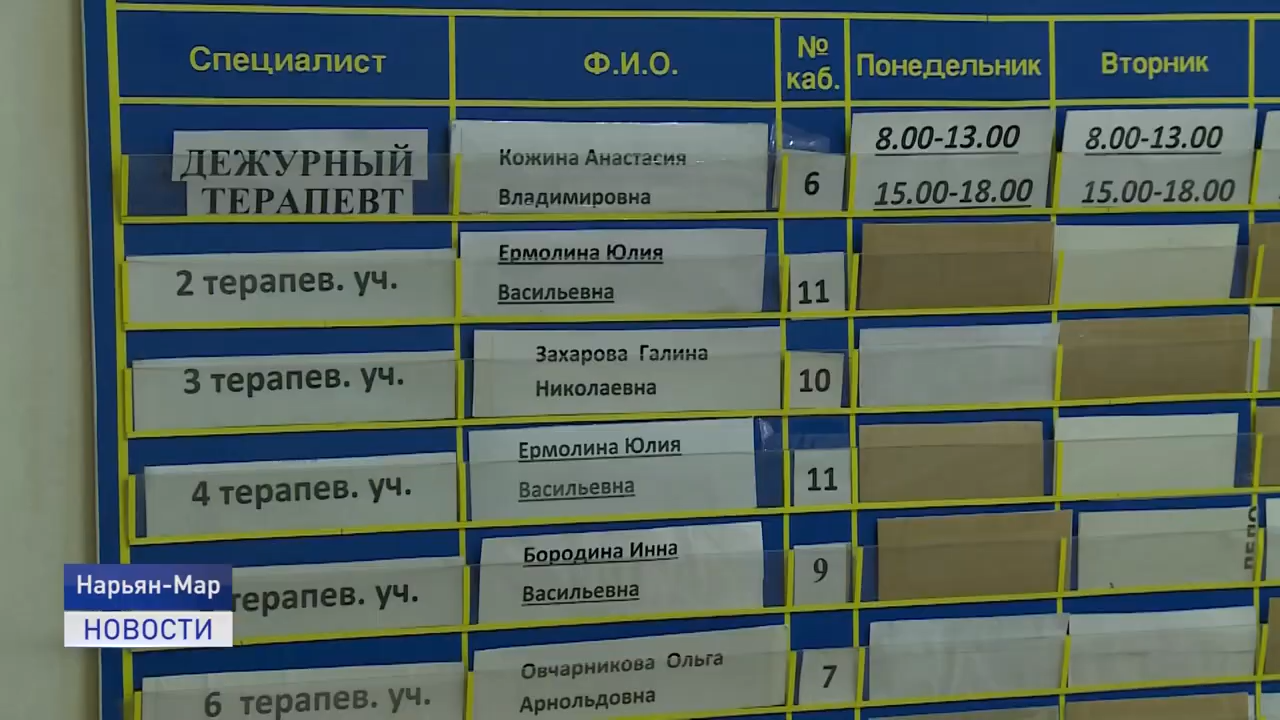 Специалист
Ф.И.О.
№
каб.
Понедельник
Вторник
ДЕЖУРНЫЙ
ТЕРАПЕВТ
Кожина Анастасия
Владимировна
6
8.00-13.00
15.00-18.00
8.00-13.00
15.00-18.00
2 терапев. уч.
Ермолина Юлия
Васильевна
11
3 терапев. уч.
Захарова Галина
Николаевна
10
4 терапев. уч.
Ермолина Юлия
Васильевна
11
терапев. уч.
Бородина Инна
Васильевна
9
6 терапев. уч.
Овчарникова Ольга
Арнольдовна
7
Нарьян-Мар
НОВОСТИ